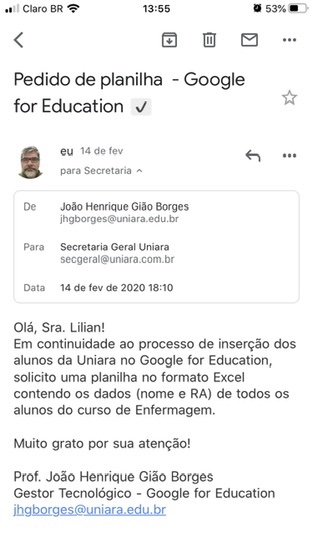 Claro BR
13:55
53%
Pedido de planilha - Google
for Education
eu 14 de fev
para Secretaria
De João Henrique Gião Borges
jhgborges@uniara.edu.br
Para Secretaria Geral Uniara
secgeral@uniara.com.br
Data 14 de fev de 2020 18:10
Olá, Sra. Lilian!
Em continuidade ao processo de inserção dos
alunos da Uniara no Google for Education,
solicito uma planilha no formato Excel
contendo os dados (nome e RA) de todos os
alunos do curso de Enfermagem.
Muito grato por sua atenção!
Prof. João Henrique Gião Borges
Gestor Tecnológico - Google for Education
jhgborges@uniara.edu.br